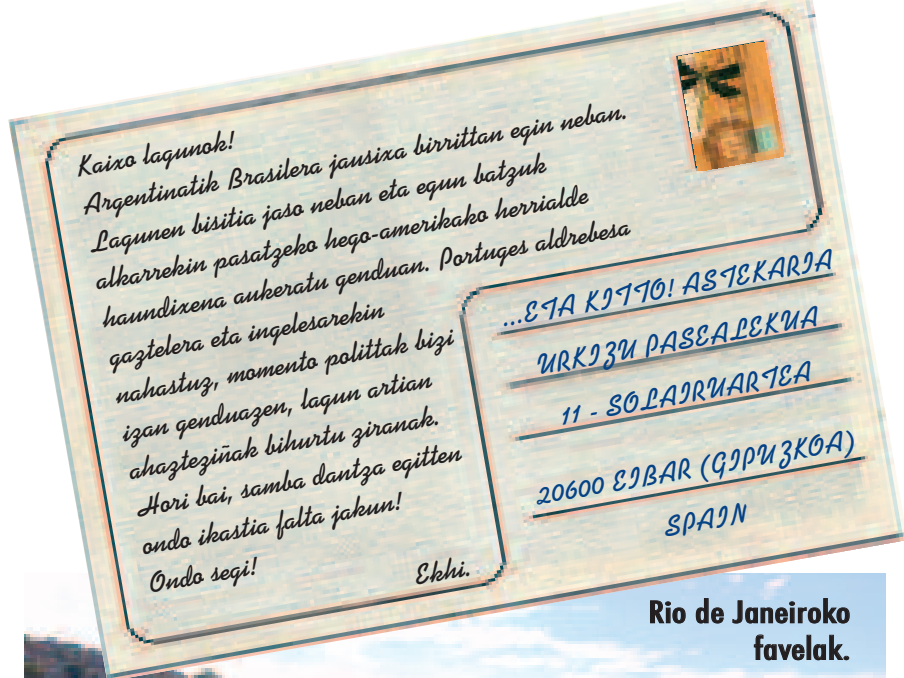 Kaixo lagunok!
Argentinatik Brasilera jausixa birrittan egin neban.
Lagunen bisitia jaso neban eta egun batzuk
alkarrekin pasatzeko hego-amerikako herrialde
haundixena aukeratu genduan. Portuges aldrebesa
gaztelera eta ingelesarekin
nahastuz, momento polittak bizi
izan genduazen, lagun artian
ahazteziñak bihurtu ziranak.
Hori bai, samba dantza egitten
ondo ikastia falta jakun!
Ondo segi!
Ekhi.
...ETA KITTO! ASTEKARIA
URKIZU PASEALEKUA
11 - SOLAIRUARTEA
20600 EIBAR (GIPUZKOA)
SPAIN
Rio de Janeiroko
favelak.